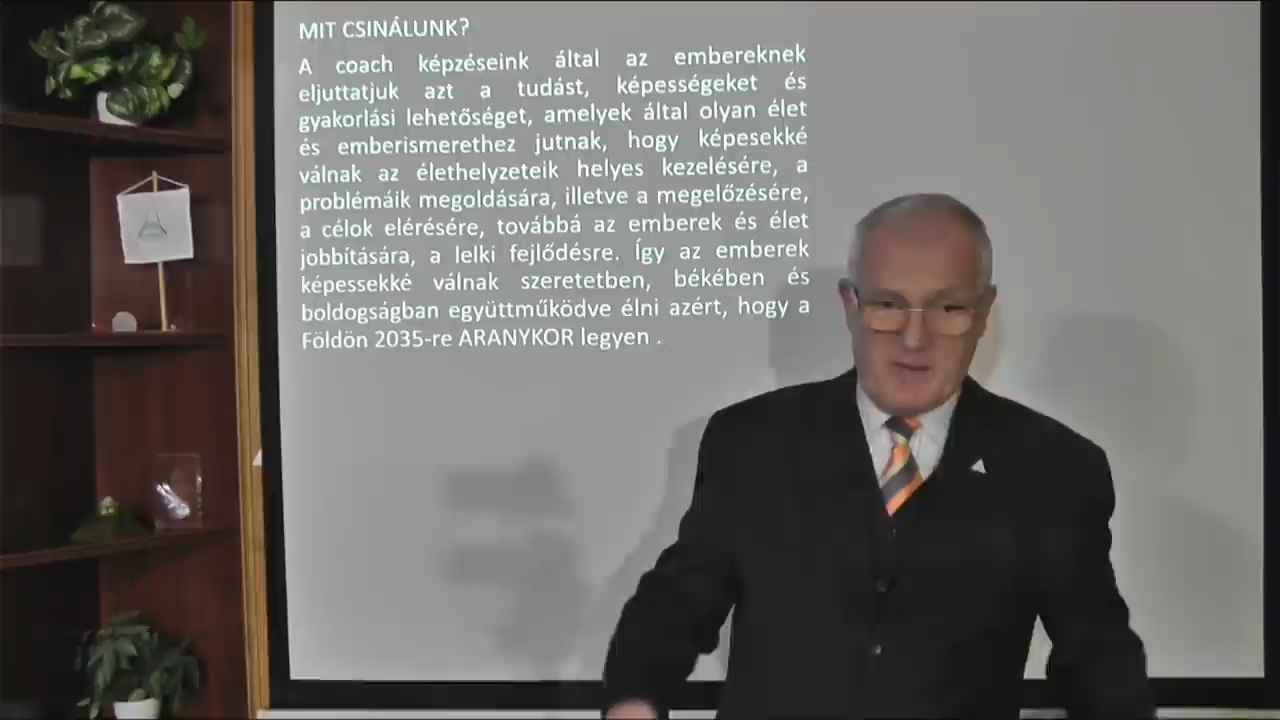 MIT CSINÁLUNK?
A coach képzéseink által az embereknek
eljuttatjuk azt a tudást, képességeket és
gyakorlási lehetőséget, amelyek által olyan élet
és emberismerethez jutnak, hogy képesekké
válnak az élethelyzeteik helyes kezelésére, a
problémáik megoldására, illetve a megelőzésére,
a célok elérésére, továbbá az emberek és élet
jobbítására, a lelki fejlődésre. Így az emberek
képessekké válnak szeretetben, békében és
boldogságban együttműködve élni azért, hogy a
Földön 2035-re ARANYKOR legyen .